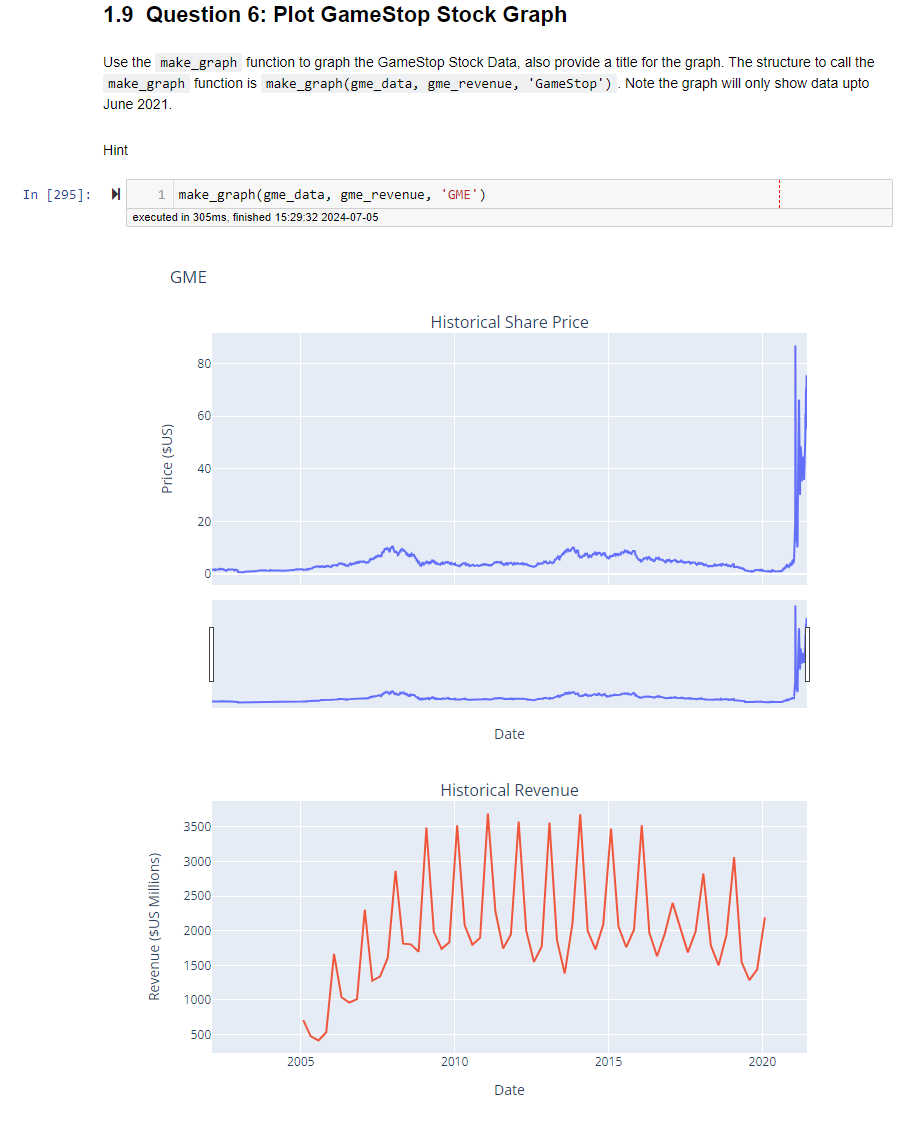 1.9 Question 6: Plot GameStop Stock Graph
Use the make_graph function to graph the GameStop Stock Data, also provide a title for the graph. The structure to call the
make_graph function is make_graph(gme_data, gme_revenue, 'GameStop') . Note the graph will only show data upto
June 2021.
Hint
In [295]:
1 make_graph(gme_data, gme_revenue, 'GME')
executed in 305ms, finished 15:29:32 2024-07-05
GME
Historical Share Price
80
60
40
20
0
Price ($US)
Date
Historical Revenue
3500
3000
2500
2000
1500
1000
500
Revenue ($US Millions)
2005 2010 2015 2020
Date